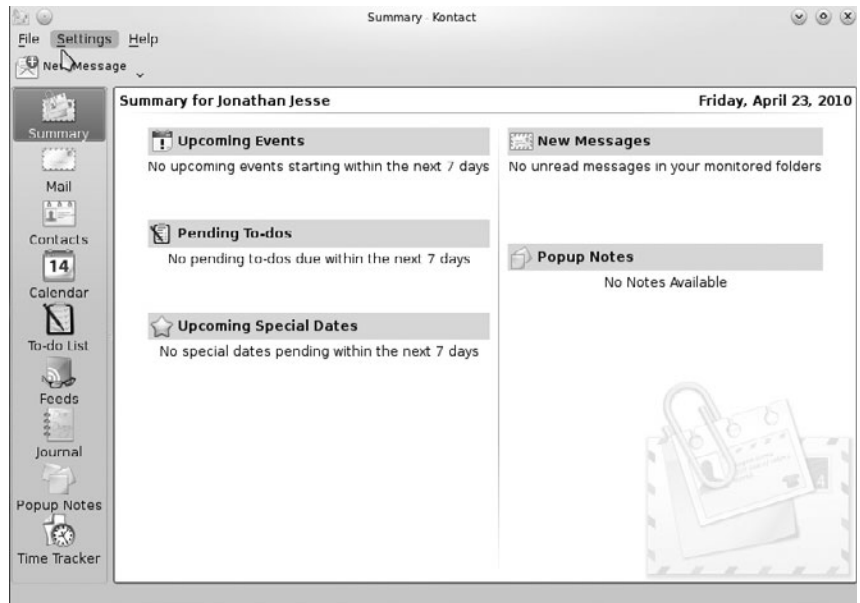 Summary - Kontact
File Settings Help
New Message
Summary for Jonathan Jesse
Friday, April 23, 2010
Summary
Mail
Contacts
14
Calendar
To-do List
Feeds
Journal
Popup Notes
Time Tracker
Upcoming Events
No upcoming events starting within the next 7 days
Pending To-dos
No pending to-dos due within the next 7 days
Upcoming Special Dates
No special dates pending within the next 7 days
New Messages
No unread messages in your monitored folders
Popup Notes
No Notes Available